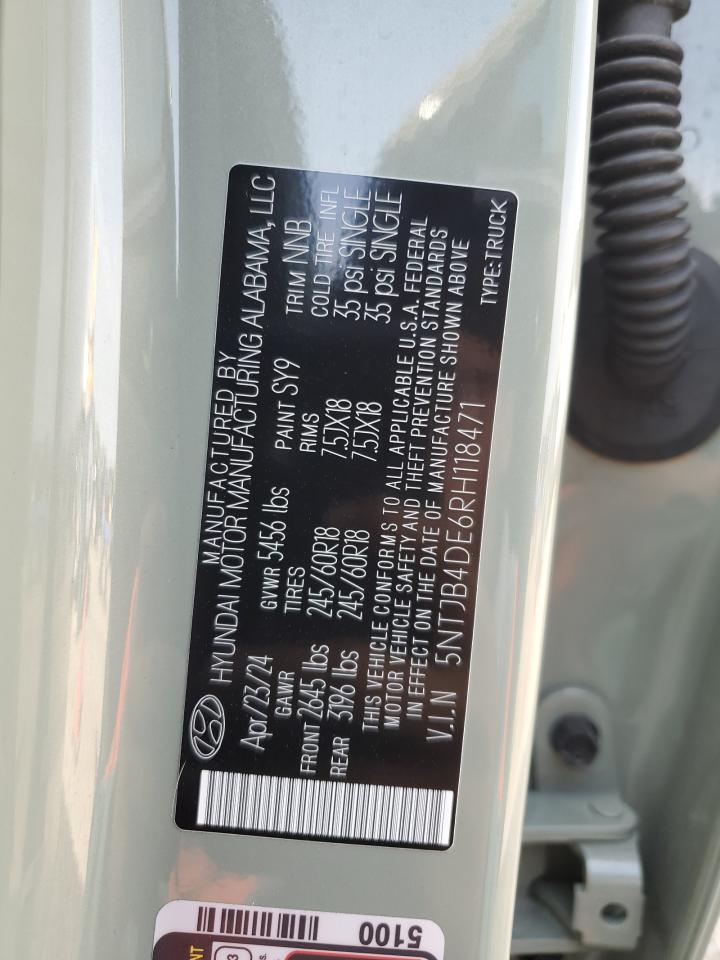 MANUFACTURED BY
HYUNDAI MOTOR MANUFACTURING ALABAMA, LLC
Apr/23/24 GVWR 5456 lbs PAINT SY9 TRIM NNB
GAWR TIRES RIMS COLD TIRE INFL
FRONT 2645 lbs 245/60R18 7.5JX18 35 psi SINGLE
REAR 3196 lbs 245/60R18 7.5JX18 35 psi SINGLE
THIS VEHICLE CONFORMS TO ALL APPLICABLE U.S.A. FEDERAL
MOTOR VEHICLE SAFETY AND THEFT PREVENTION STANDARDS
IN EFFECT ON THE DATE OF MANUFACTURE SHOWN ABOVE
V.I.N 5NTJB4DE6RH118471
TYPE:TRUCK
5100